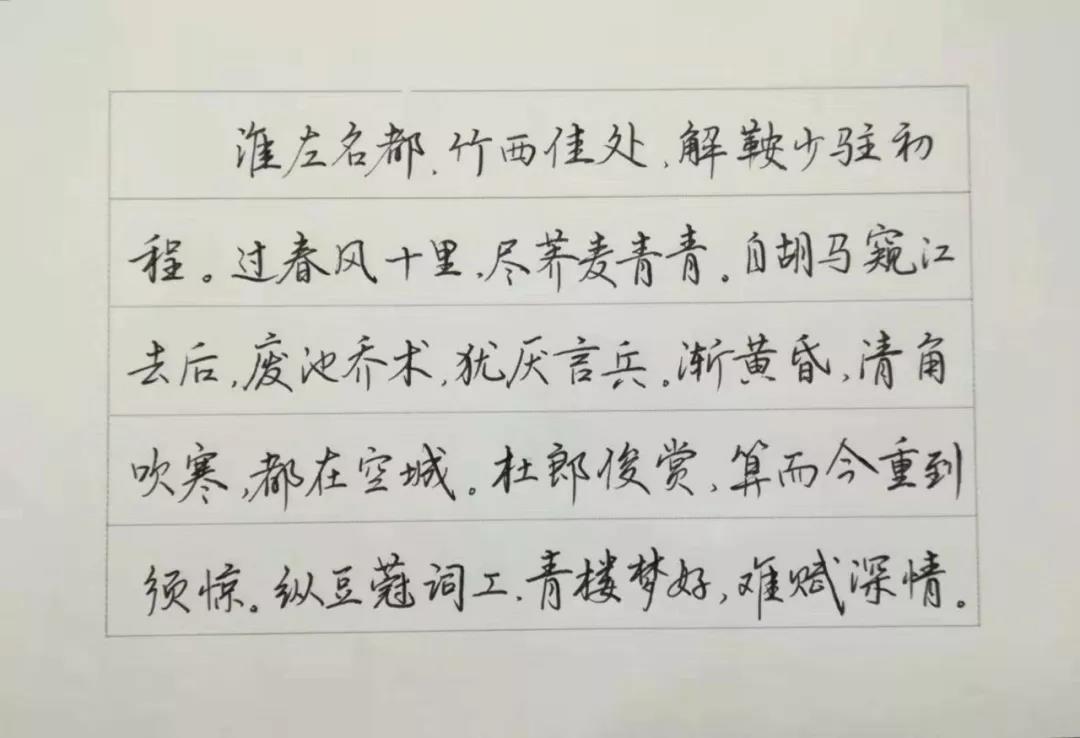 淮左名都,竹西佳处,解鞍少驻初
程。过春风十里,尽荠麦青青。自胡马窥江
去后,废池乔术,犹厌言兵。渐黄昏,清角
吹寒,都在空城。杜郎俊赏,算而今重到
须惊。纵豆蔻词工,青楼梦好,难赋深情。